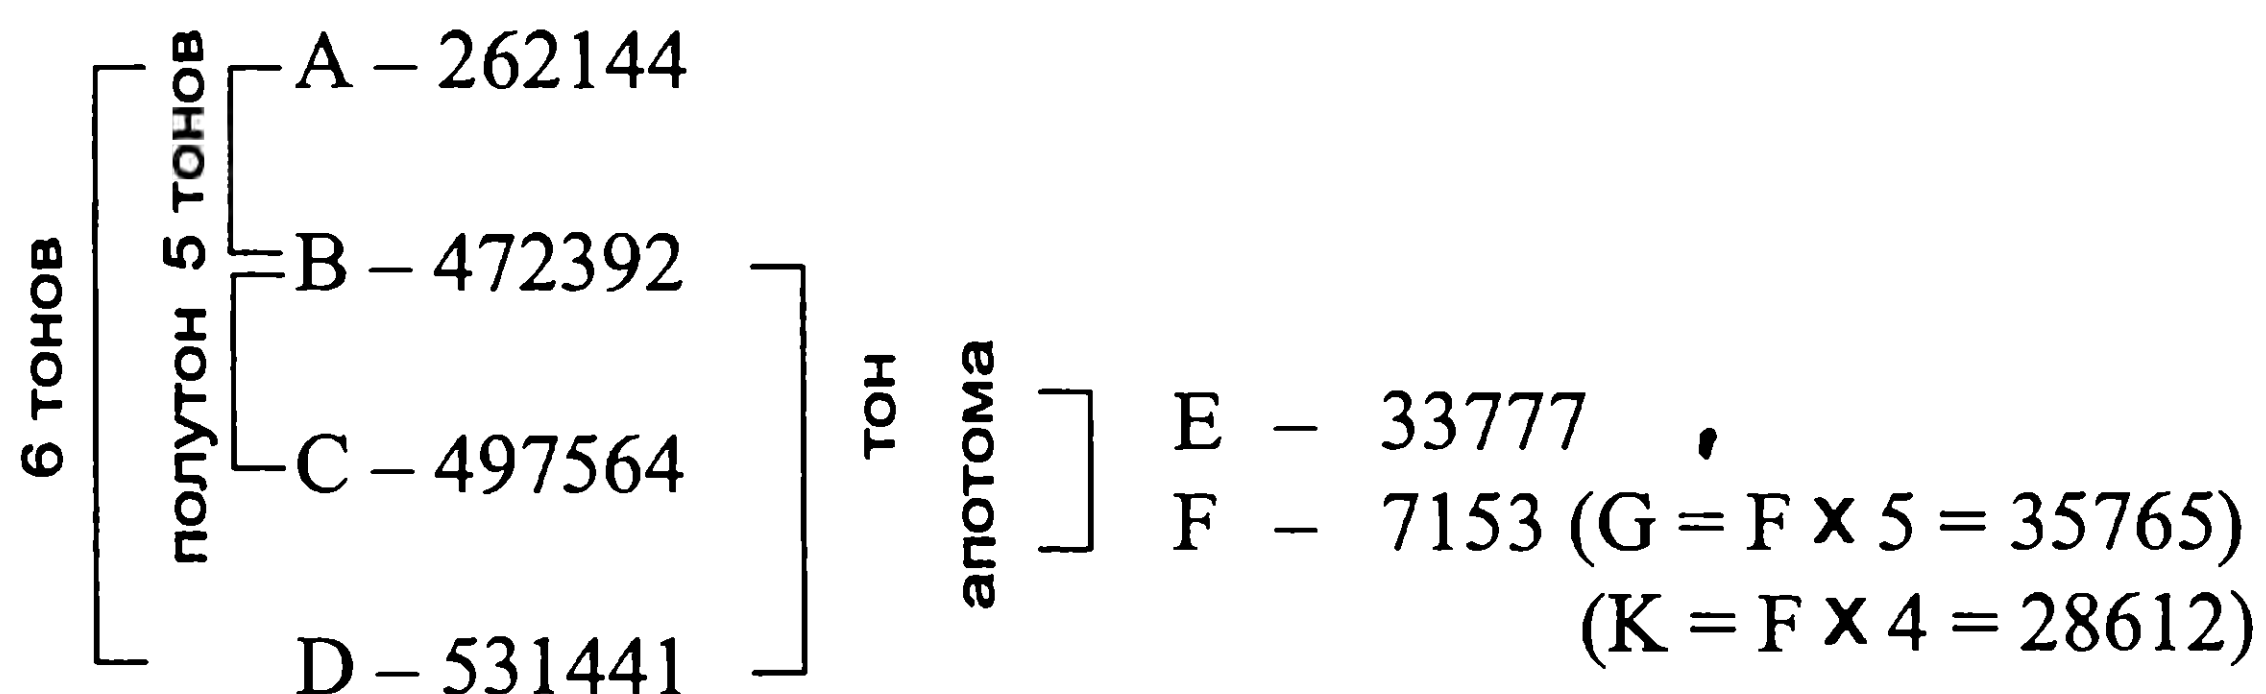 6 тонов
5 тонов
полутон
A – 262144
B – 472392
C – 497564
D – 531441
тон
апотома
E – 33777
F – 7153 (G = F x 5 = 35765)
(K = F x 4 = 28612)